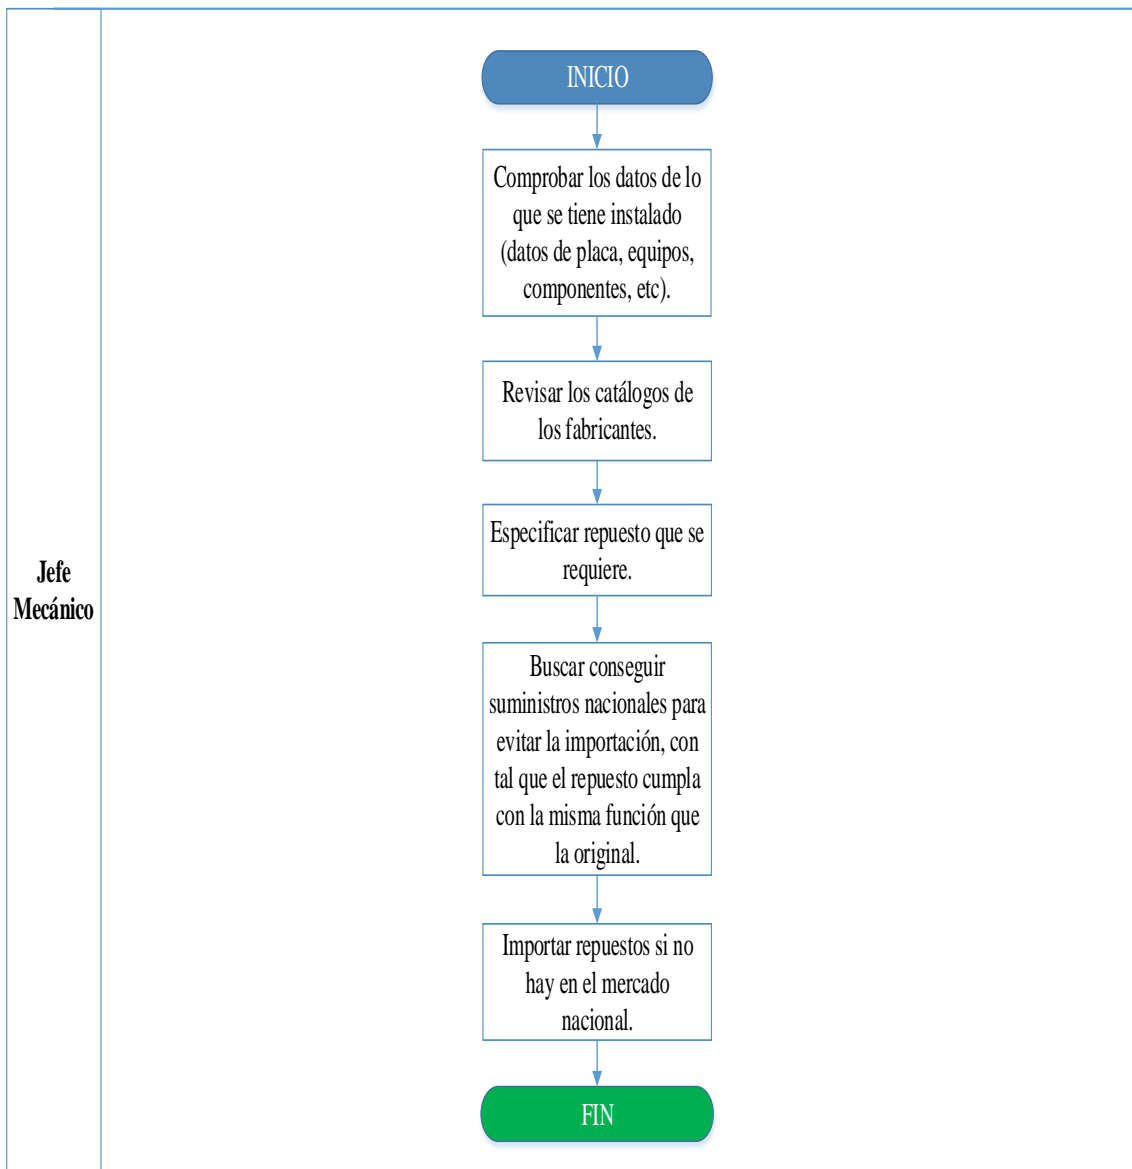 INICIO
Comprobar los datos de lo
que se tiene instalado
(datos de placa, equipos,
componentes, etc).
Revisar los catálogos de
los fabricantes.
Especificar repuesto que se
requiere.
Jefe
Mecánico
Buscar conseguir
suministros nacionales para
evitar la importación, con
tal que el repuesto cumpla
con la misma función que
la original.
Importar repuestos si no
hay en el mercado
nacional.
FIN